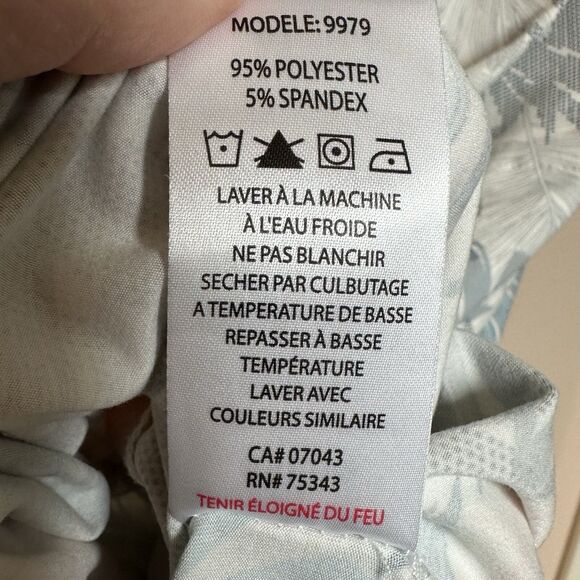 MODELE: 9979
95% POLYESTER
5% SPANDEX
LAVER À LA MACHINE
À L'EAU FROIDE
NE PAS BLANCHIR
SECHER PAR CULBUTAGE
A TEMPERATURE DE BASSE
REPASSER À BASSE
TEMPÉRATURE
LAVER AVEC
COULEURS SIMILAIRE
CA# 07043
RN# 75343
TENIR ÉLOIGNÉ DU FEU